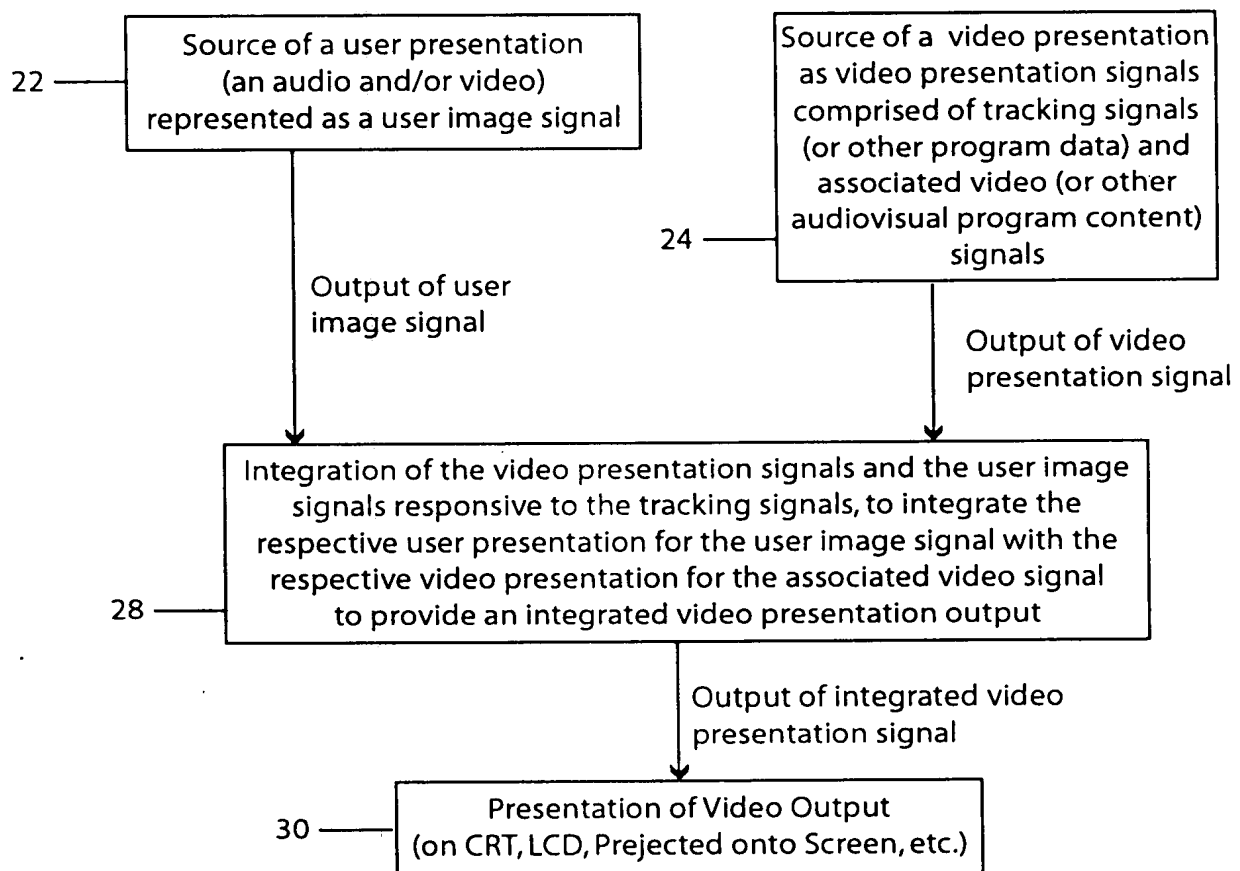 22
Source of a user presentation
(an audio and/or video)
represented as a user image signal
Source of a video presentation
as video presentation signals
comprised of tracking signals
(or other program data) and
associated video (or other
audiovisual program content)
signals
24
Output of user
image signal
Output of video
presentation signal
Integration of the video presentation signals and the user image
signals responsive to the tracking signals, to integrate the
respective user presentation for the user image signal with the
respective video presentation for the associated video signal
to provide an integrated video presentation output
28
Output of integrated video
presentation signal
30
Presentation of Video Output
(on CRT, LCD, Prejected onto Screen, etc.)